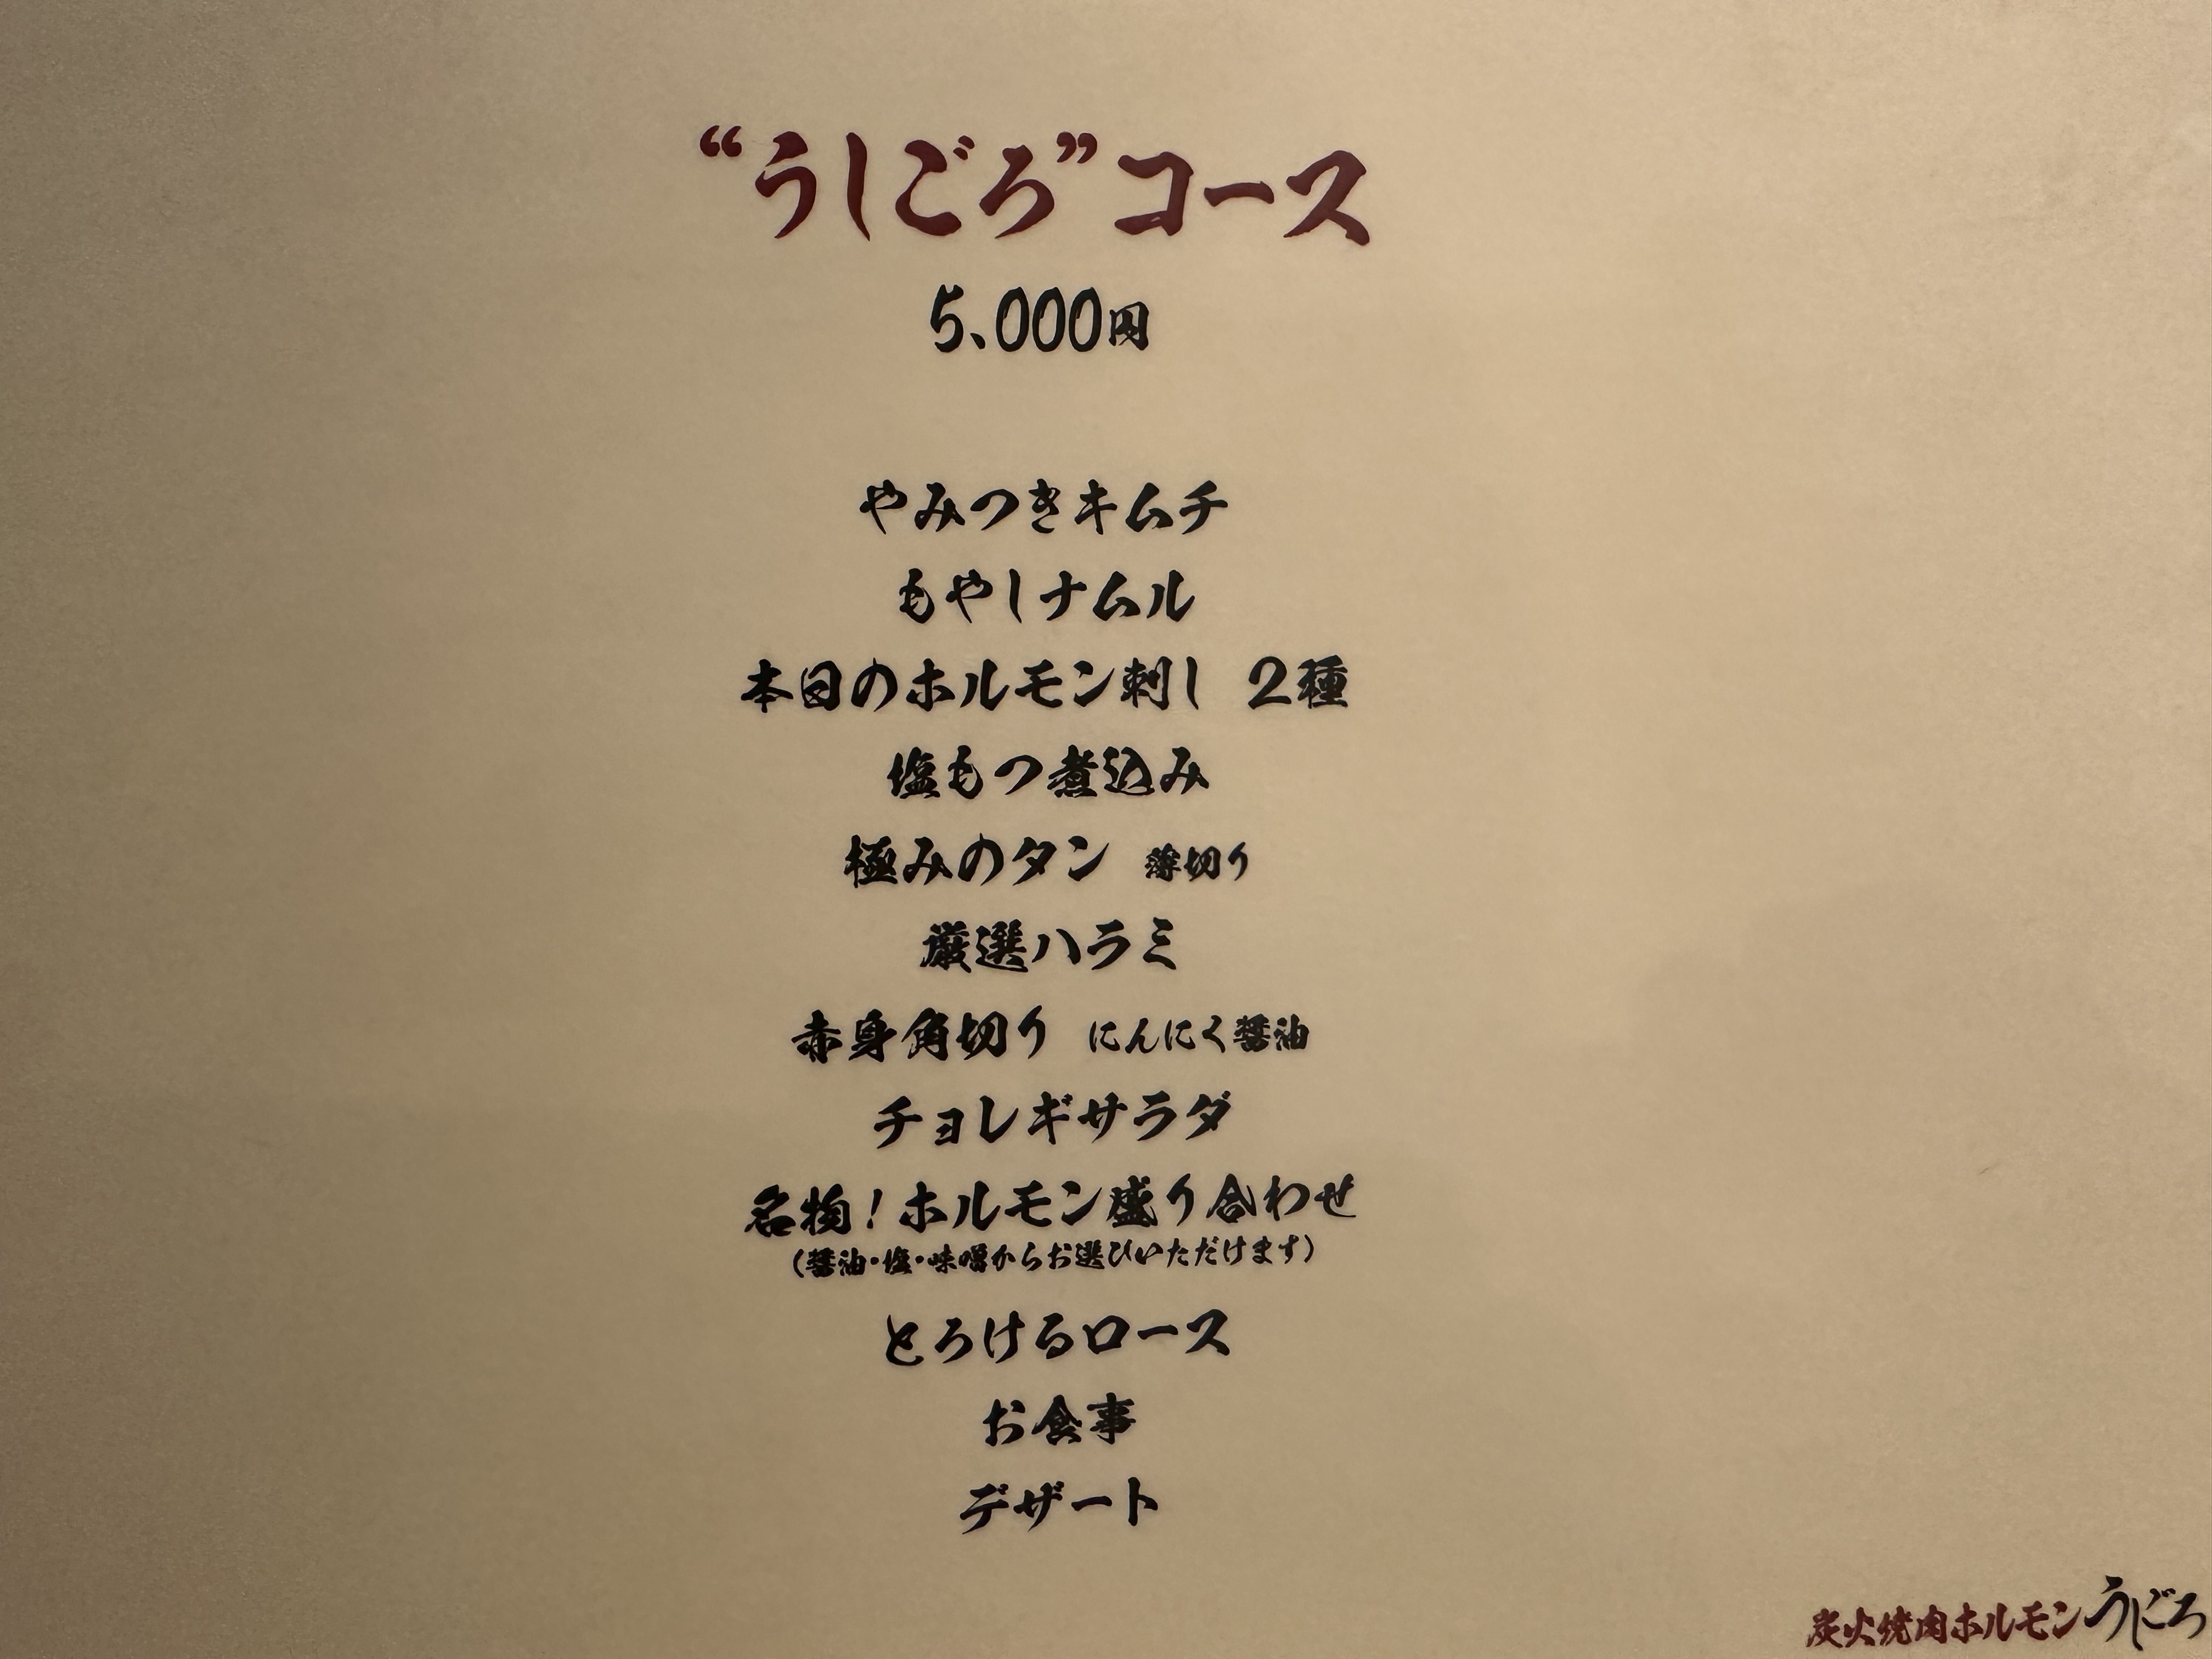 “うしごろ”コース
5,000円
やみつきキムチ
もやしナムル
本日のホルモン刺し 2種
塩もつ煮込み
極みのタン 薄切り
厳選ハラミ
赤身角切り にんにく醤油
チョレギサラダ
名物！ホルモン盛り合わせ
（醤油・塩・味噌からお選びいただけます）
とろけるロース
お食事
デザート
炭火焼肉ホルモンうしごろ